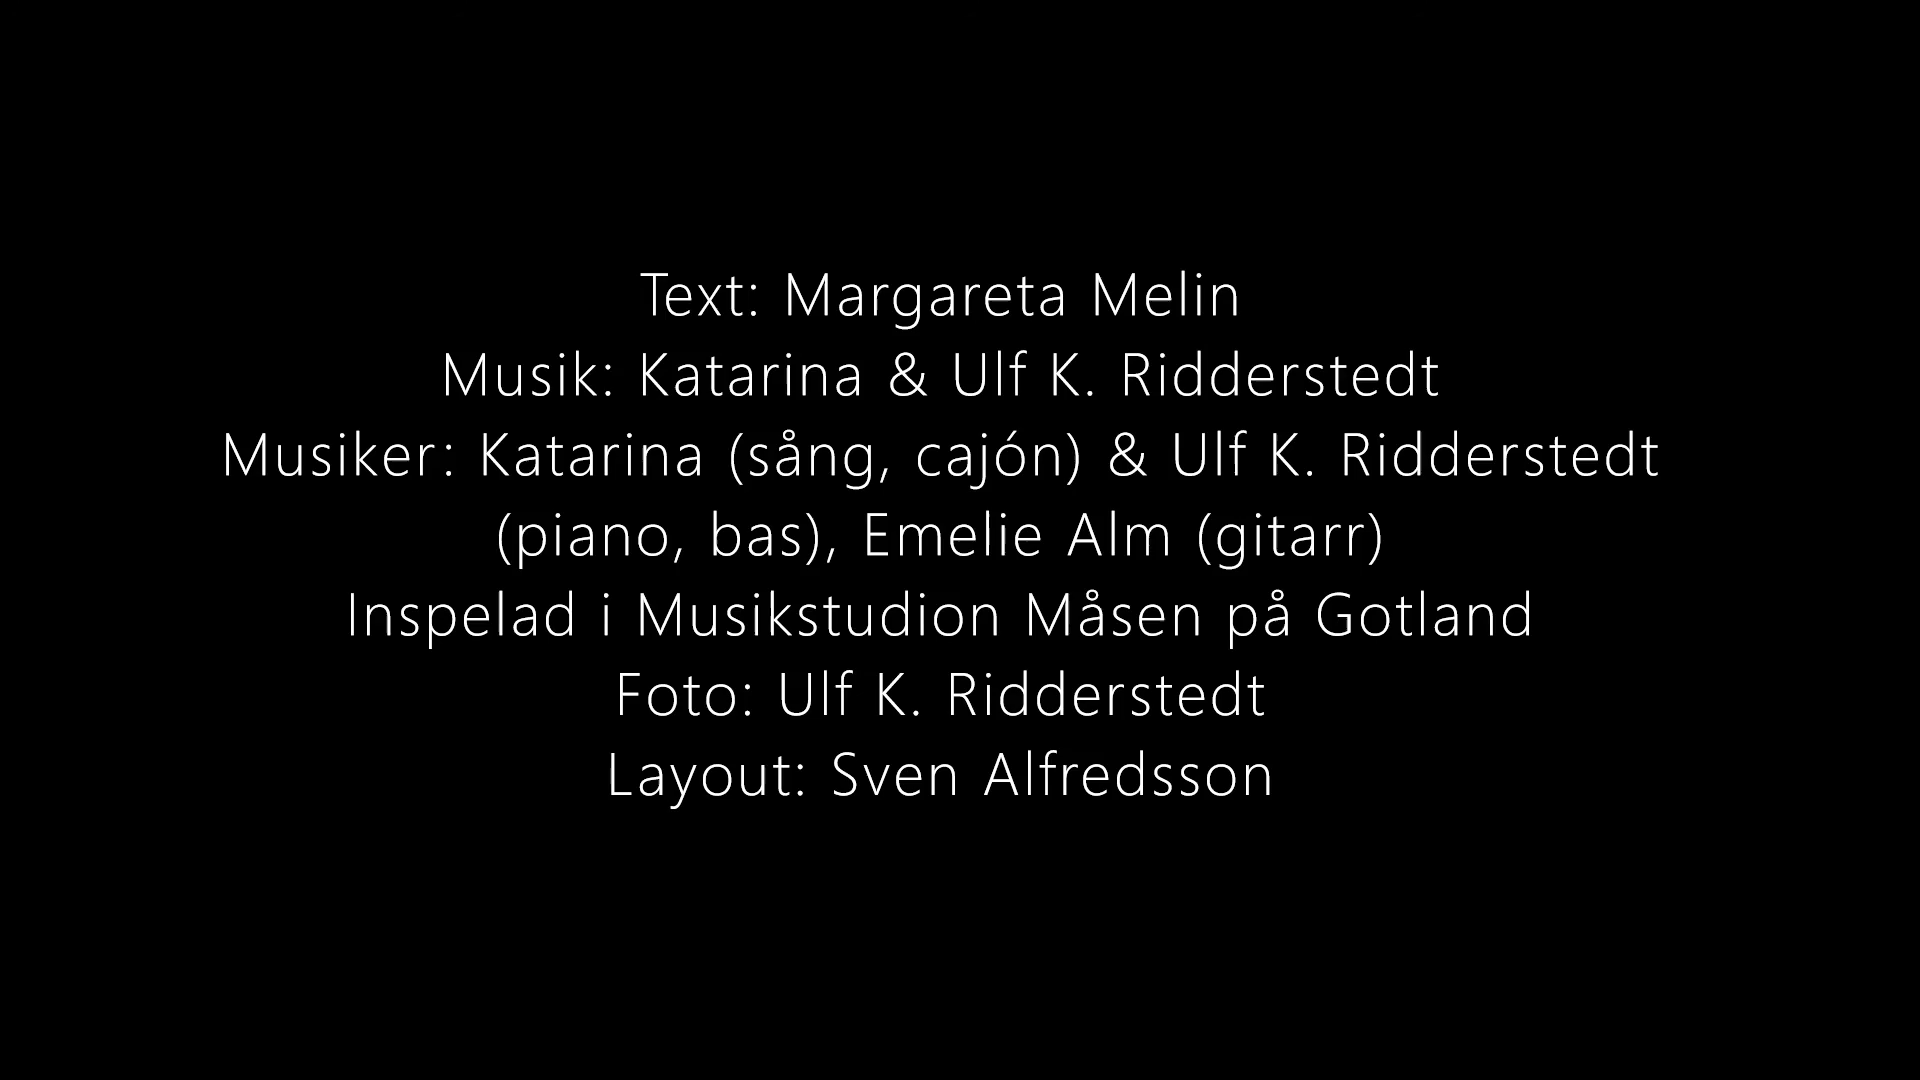 Text: Margareta Melin
Musik: Katarina & Ulf K. Ridderstedt
Musiker: Katarina (sång, cajón) & Ulf K. Ridderstedt
(piano, bas), Emelie Alm (gitarr)
Inspelad i Musikstudion Måsen på Gotland
Foto: Ulf K. Ridderstedt
Layout: Sven Alfredsson